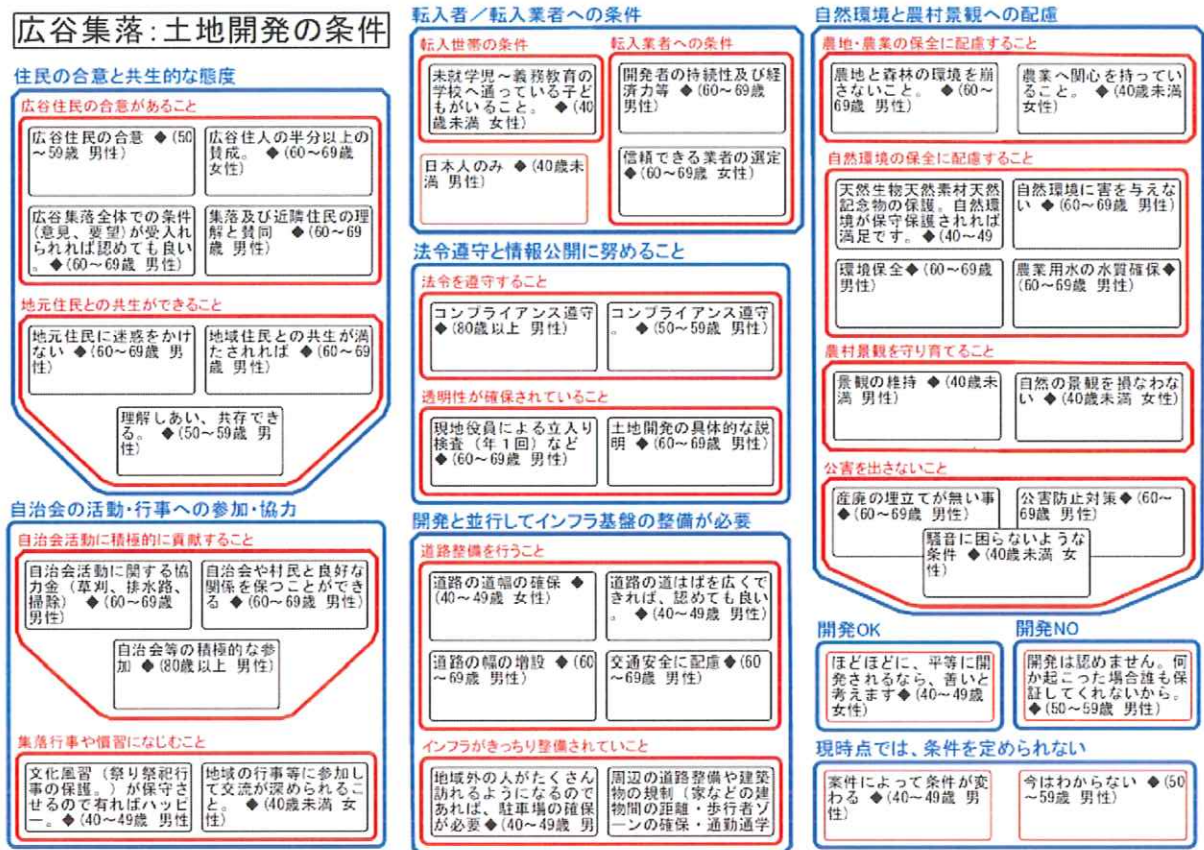 広谷集落:土地開発の条件
住民の合意と共生的な態度
広谷住民の合意があること
広谷住民の合意 ◆(50
～59歳 男性)
広谷住人の半分以上の
賛成。 ◆(60～69歳
女性)
広谷集落全体での条件
(意見、要望)が受入れ
られれば認めても良い
。◆(60～69歳 男性)
集落及び近隣住民の理
解と賛同 ◆(60～69
歳 男性)
地元住民との共生ができること
地元住民に迷惑をかけ
ない ◆(60～69歳 男
性)
地域住民との共生が満
たされれば ◆(60～69
歳 男性)
理解しあい、共存でき
る。 ◆(50～59歳 男
性)
自治会の活動・行事への参加・協力
自治会活動に積極的に貢献すること
自治会活動に関する協
力金(草刈、排水路、
掃除) ◆(60～69歳
男性)
自治会や村民と良好な
関係を保つことができ
る ◆(60～69歳 男性)
自治会等の積極的な参
加 ◆(80歳以上 男性)
集落行事や慣習になじむこと
文化風習(祭り祭祀行
事の保護。)が保守さ
せるので有ればハッピ
ー。◆(40～49歳 男性
地域の行事等に参加し
て交流が深められるこ
と。 ◆(40歳未満 女
性)
転入者／転入業者への条件
転入世帯の条件
未就学児～義務教育の
学校へ通っている子ど
もがいること。 ◆(40
歳未満 女性)
日本人のみ ◆(40歳未
満 男性)
転入業者への条件
開発者の持続性及び経
済力等 ◆(60～69歳
男性)
信頼できる業者の選定
◆(60～69歳 女性)
法令遵守と情報公開に努めること
法令を遵守すること
コンプライアンス遵守
◆(80歳以上 男性)
コンプライアンス遵守
。 ◆(50～59歳 男性)
透明性が確保されていること
現地役員による立入り
検査(年1回)など
◆(60～69歳 男性)
土地開発の具体的な説
明 ◆(60～69歳 男性)
開発と並行してインフラ基盤の整備が必要
道路整備を行うこと
道路の道幅の確保 ◆
(40～49歳 女性)
道路の道はばを広くで
きれば、認めても良い
。 ◆(40～49歳 男性)
道路の幅の増設 ◆(60
～69歳 男性)
交通安全に配慮◆(60
～69歳 男性)
インフラがきっちり整備されていこと
地域外の人がたくさん
訪れるようになるので
あれば、駐車場の確保
が必要◆(40～49歳 男
周辺の道路整備や建築
物の規制(家などの建
物間の距離・歩行者ゾ
ーンの確保・通勤通学
自然環境と農村景観への配慮
農地・農業の保全に配慮すること
農地と森林の環境を崩
さないこと。 ◆(60～
69歳 男性)
農業へ関心を持ってい
ること。 ◆(40歳未満
女性)
自然環境の保全に配慮すること
天然生物天然素材天然
記念物の保護。自然環
境が保守保護されれば
満足です。◆(40～49
自然環境に害を与えな
い ◆(60～69歳 男性)
環境保全◆(60～69歳
男性)
農業用水の水質確保◆
(60～69歳 男性)
農村景観を守り育てること
景観の維持 ◆(40歳未
満 男性)
自然の景観を損なわな
い ◆(40歳未満 女性)
公害を出さないこと
産廃の埋立てが無い事
◆(60～69歳 男性)
公害防止対策◆(60～
69歳 男性)
騒音に困らないような
条件 ◆(40歳未満 女
性)
開発OK
ほどほどに、平等に開
発されるなら、善いと
考えます◆(40～49歳
女性)
開発NO
開発は認めません。何
か起こった場合誰も保
証してくれないから。
◆(50～59歳 男性)
現時点では、条件を定められない
案件によって条件が変
わる ◆(40～49歳 男
性)
今はわからない ◆(50
～59歳 男性)